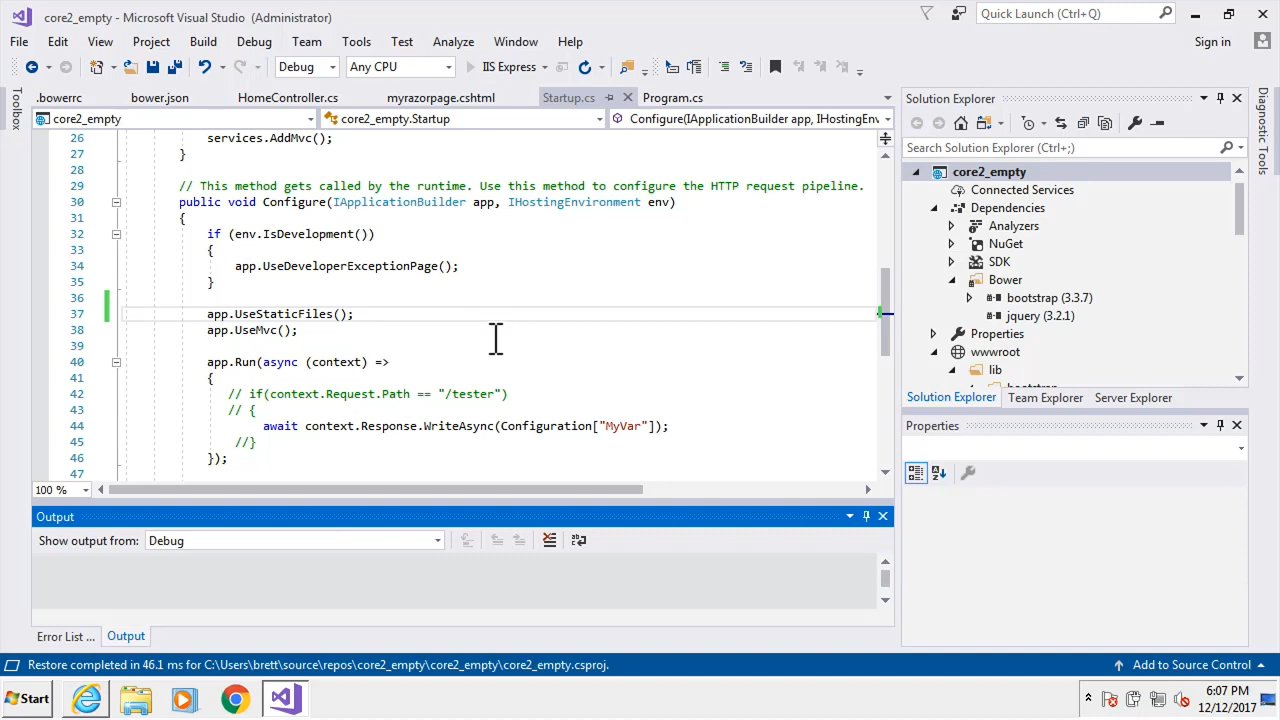 core2_empty - Microsoft Visual Studio (Administrator)
Quick Launch (Ctrl+Q)
File Edit View Project Build Debug Team Tools Test Analyze Window Help
Sign in
Debug Any CPU IIS Express
Toolbox
.bowerrc bower.json HomeController.cs myrazorpage.cshtml Startup.cs Program.cs
core2_empty core2_empty.Startup Configure(IApplicationBuilder app, IHostingEnv
26 services.AddMvc();
27 }
28
29 // This method gets called by the runtime. Use this method to configure the HTTP request pipeline.
30 public void Configure(IApplicationBuilder app, IHostingEnvironment env)
31 {
32 if (env.IsDevelopment())
33 {
34 app.UseDeveloperExceptionPage();
35 }
36
37 app.UseStaticFiles();
38 app.UseMvc();
39
40 app.Run(async (context) =>
41 {
42 // if(context.Request.Path == "/tester")
43 // {
44 await context.Response.WriteAsync(Configuration["MyVar"]);
45 //}
46 });
47
100 %
Output
Show output from: Debug
Error List ... Output
Solution Explorer
Search Solution Explorer (Ctrl+;)
core2_empty
Connected Services
Dependencies
Analyzers
NuGet
SDK
Bower
bootstrap (3.3.7)
jquery (3.2.1)
Properties
wwwroot
lib
Solution Explorer Team Explorer Server Explorer
Properties
Diagnostic Tools
Restore completed in 46.1 ms for C:\Users\brett\source\repos\core2_empty\core2_empty\core2_empty.csproj.
Add to Source Control
Start
6:07 PM
12/12/2017